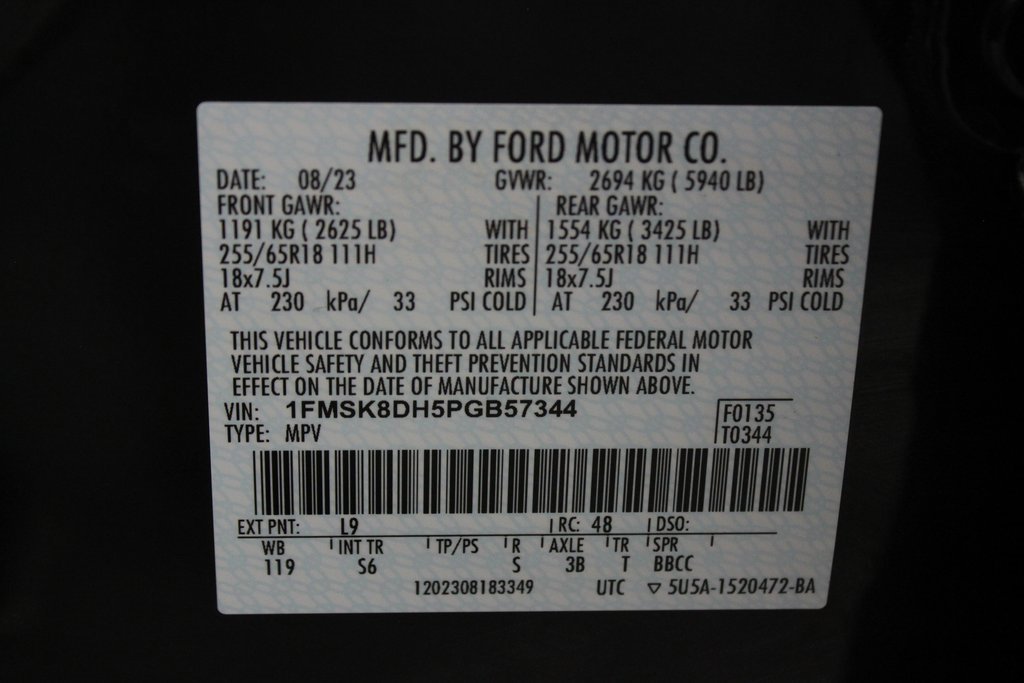 MFD. BY FORD MOTOR CO.
DATE: 08/23 GVWR: 2694 KG ( 5940 LB)
FRONT GAWR: REAR GAWR:
1191 KG ( 2625 LB) WITH 1554 KG ( 3425 LB) WITH
255/65R18 111H TIRES 255/65R18 111H TIRES
18x7.5J RIMS 18x7.5J RIMS
AT 230 kPa/ 33 PSI COLD AT 230 kPa/ 33 PSI COLD
THIS VEHICLE CONFORMS TO ALL APPLICABLE FEDERAL MOTOR
VEHICLE SAFETY AND THEFT PREVENTION STANDARDS IN
EFFECT ON THE DATE OF MANUFACTURE SHOWN ABOVE.
VIN: 1FMSK8DH5PGB57344 F0135
TYPE: MPV T0344
EXT PNT: L9 RC: 48 DSO:
WB INT TR TP/PS R AXLE TR SPR
119 S6 S 3B T BBCC
1202308183349 UTC ▽ 5U5A-1520472-BA